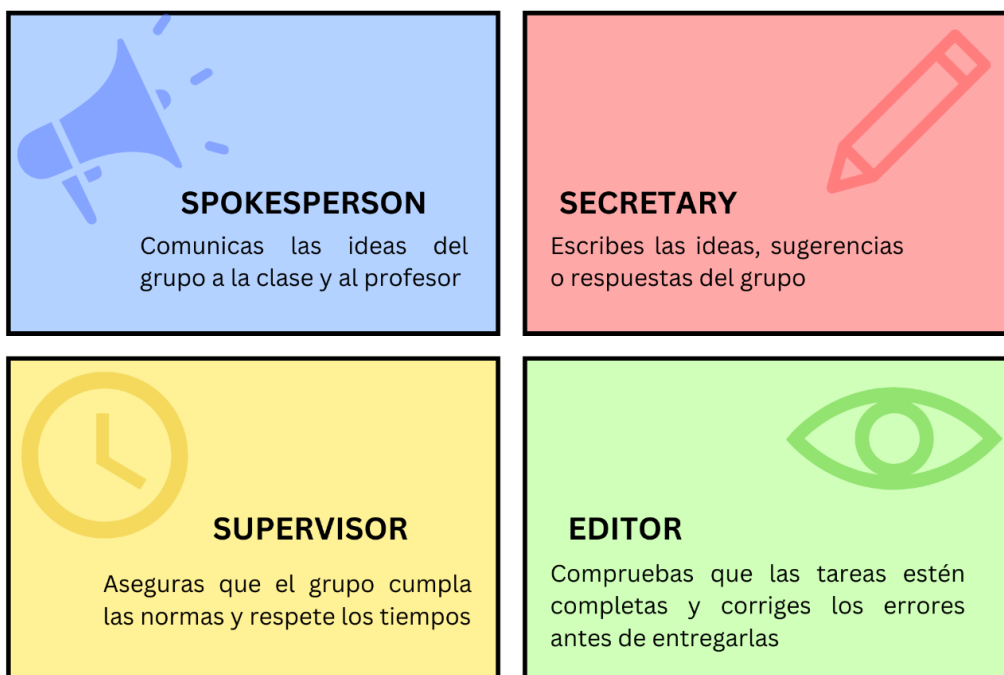 SPOKESPERSON
Comunicas las ideas del
grupo a la clase y al profesor
SECRETARY
Escribes las ideas, sugerencias
o respuestas del grupo
SUPERVISOR
Aseguras que el grupo cumpla
las normas y respete los tiempos
EDITOR
Compruebas que las tareas estén
completas y corriges los errores
antes de entregarlas